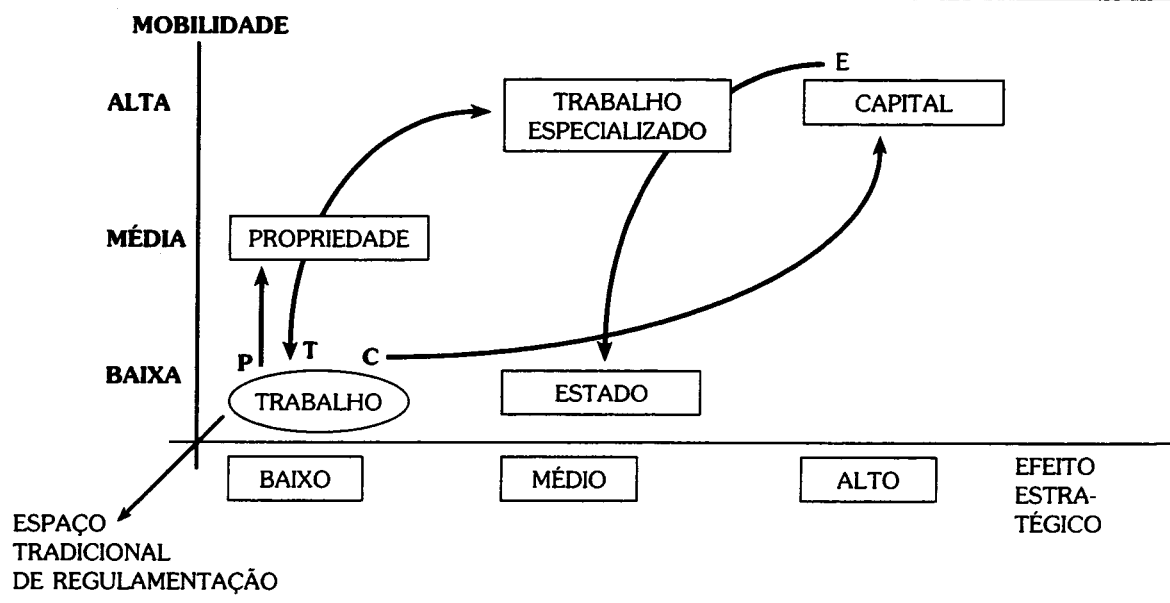 MOBILIDADE
E
ALTA
TRABALHO
ESPECIALIZADO
CAPITAL
MÉDIA
PROPRIEDADE
P
T
C
BAIXA
TRABALHO
ESTADO
BAIXO
MÉDIO
ALTO
EFEITO
ESTRA-
TÉGICO
ESPAÇO
TRADICIONAL
DE REGULAMENTAÇÃO